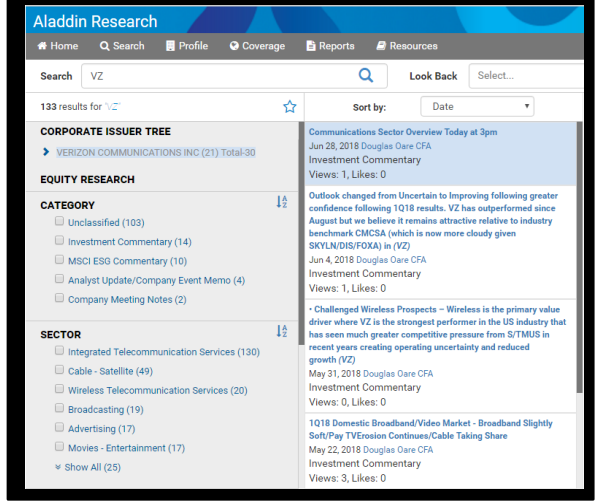 Aladdin Research
Home Search Profile Coverage Reports Resources
Search VZ Look Back Select...
133 results for "VZ"
Sort by: Date
CORPORATE ISSUER TREE
VERIZON COMMUNICATIONS INC (21) Total-30
EQUITY RESEARCH
CATEGORY
Unclassified (103)
Investment Commentary (14)
MSCI ESG Commentary (10)
Analyst Update/Company Event Memo (4)
Company Meeting Notes (2)
SECTOR
Integrated Telecommunication Services (130)
Cable - Satellite (49)
Wireless Telecommunication Services (20)
Broadcasting (19)
Advertising (17)
Movies - Entertainment (17)
Show All (25)
Communications Sector Overview Today at 3pm
Jun 28, 2018 Douglas Oare CFA
Investment Commentary
Views: 1, Likes: 0
Outlook changed from Uncertain to Improving following greater
confidence following 1Q18 results. VZ has outperformed since
August but we believe it remains attractive relative to industry
benchmark CMCSA (which is now more cloudy given
SKYLN/DIS/FOXA) in (VZ)
Jun 4, 2018 Douglas Oare CFA
Investment Commentary
Views: 1, Likes: 0
• Challenged Wireless Prospects – Wireless is the primary value
driver where VZ is the strongest performer in the US industry that
has seen much greater competitive pressure from S/TMUS in
recent years creating operating uncertainty and reduced
growth (VZ)
May 31, 2018 Douglas Oare CFA
Investment Commentary
Views: 0, Likes: 0
1Q18 Domestic Broadband/Video Market - Broadband Slightly
Soft/Pay TVErosion Continues/Cable Taking Share
May 22, 2018 Douglas Oare CFA
Investment Commentary
Views: 3, Likes: 0